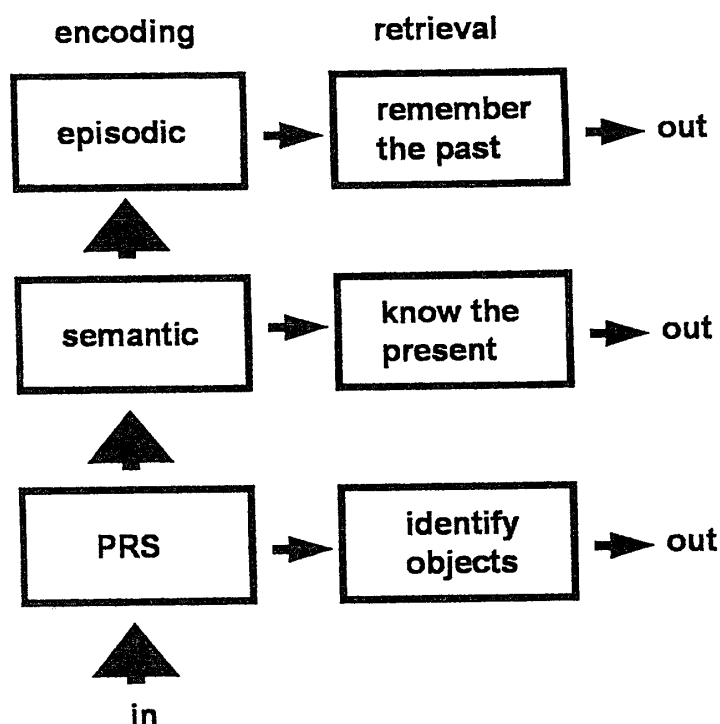 encoding retrieval
episodic
remember
the past
out
semantic
know the
present
out
PRS
identify
objects
out
in